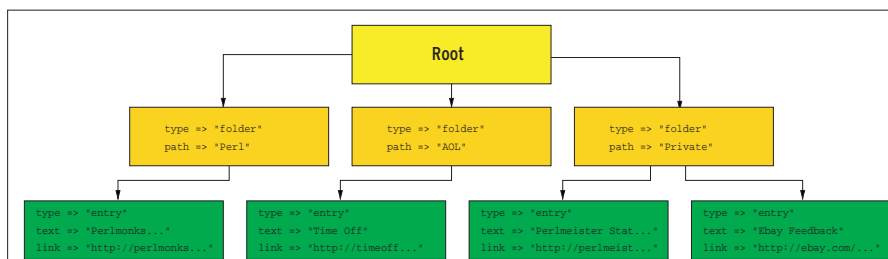 Root
type => "folder"
path => "Perl"
type => "folder"
path => "AOL"
type => "folder"
path => "Private"
type => "entry"
text => "Perlmonks..."
link => "http://perlmonks..."
type => "entry"
text => "Time Off"
link => "http://timeoff..."
type => "entry"
text => "Perlmeister Stat..."
link => "http://perlmeist..."
type => "entry"
text => "Ebay Feedback"
link => "http://ebay.com/..."